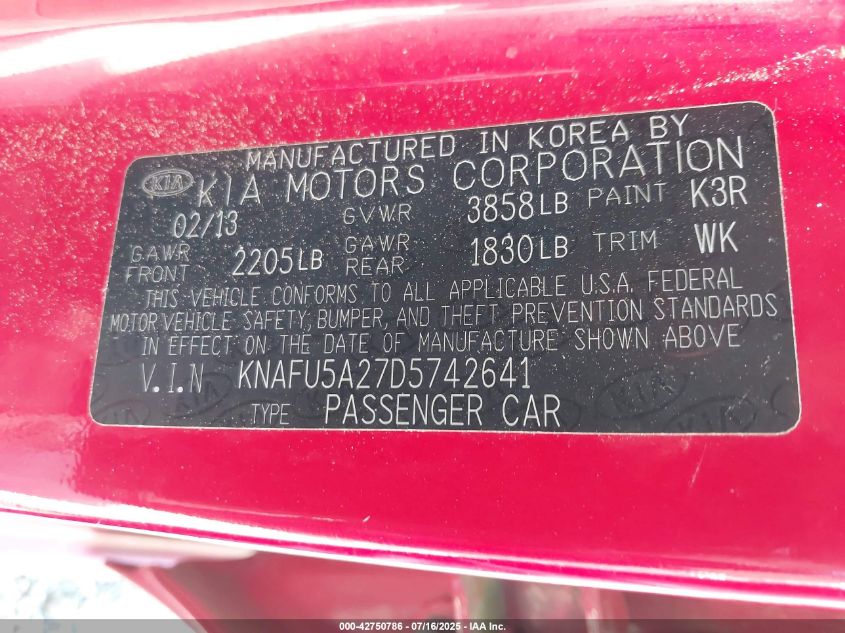 MANUFACTURED IN KOREA BY
KIA KIA MOTORS CORPORATION
02/13 GVWR 3858LB PAINT K3R
GAWR FRONT 2205LB GAWR REAR 1830LB TRIM WK
THIS VEHICLE CONFORMS TO ALL APPLICABLE U.S.A. FEDERAL
MOTOR VEHICLE SAFETY, BUMPER, AND THEFT PREVENTION STANDARDS
IN EFFECT ON THE DATE OF MANUFACTURE SHOWN ABOVE
V.I.N KNAFU5A27D5742641
TYPE PASSENGER CAR
000-42750786 - 07/16/2025 - IAA Inc.